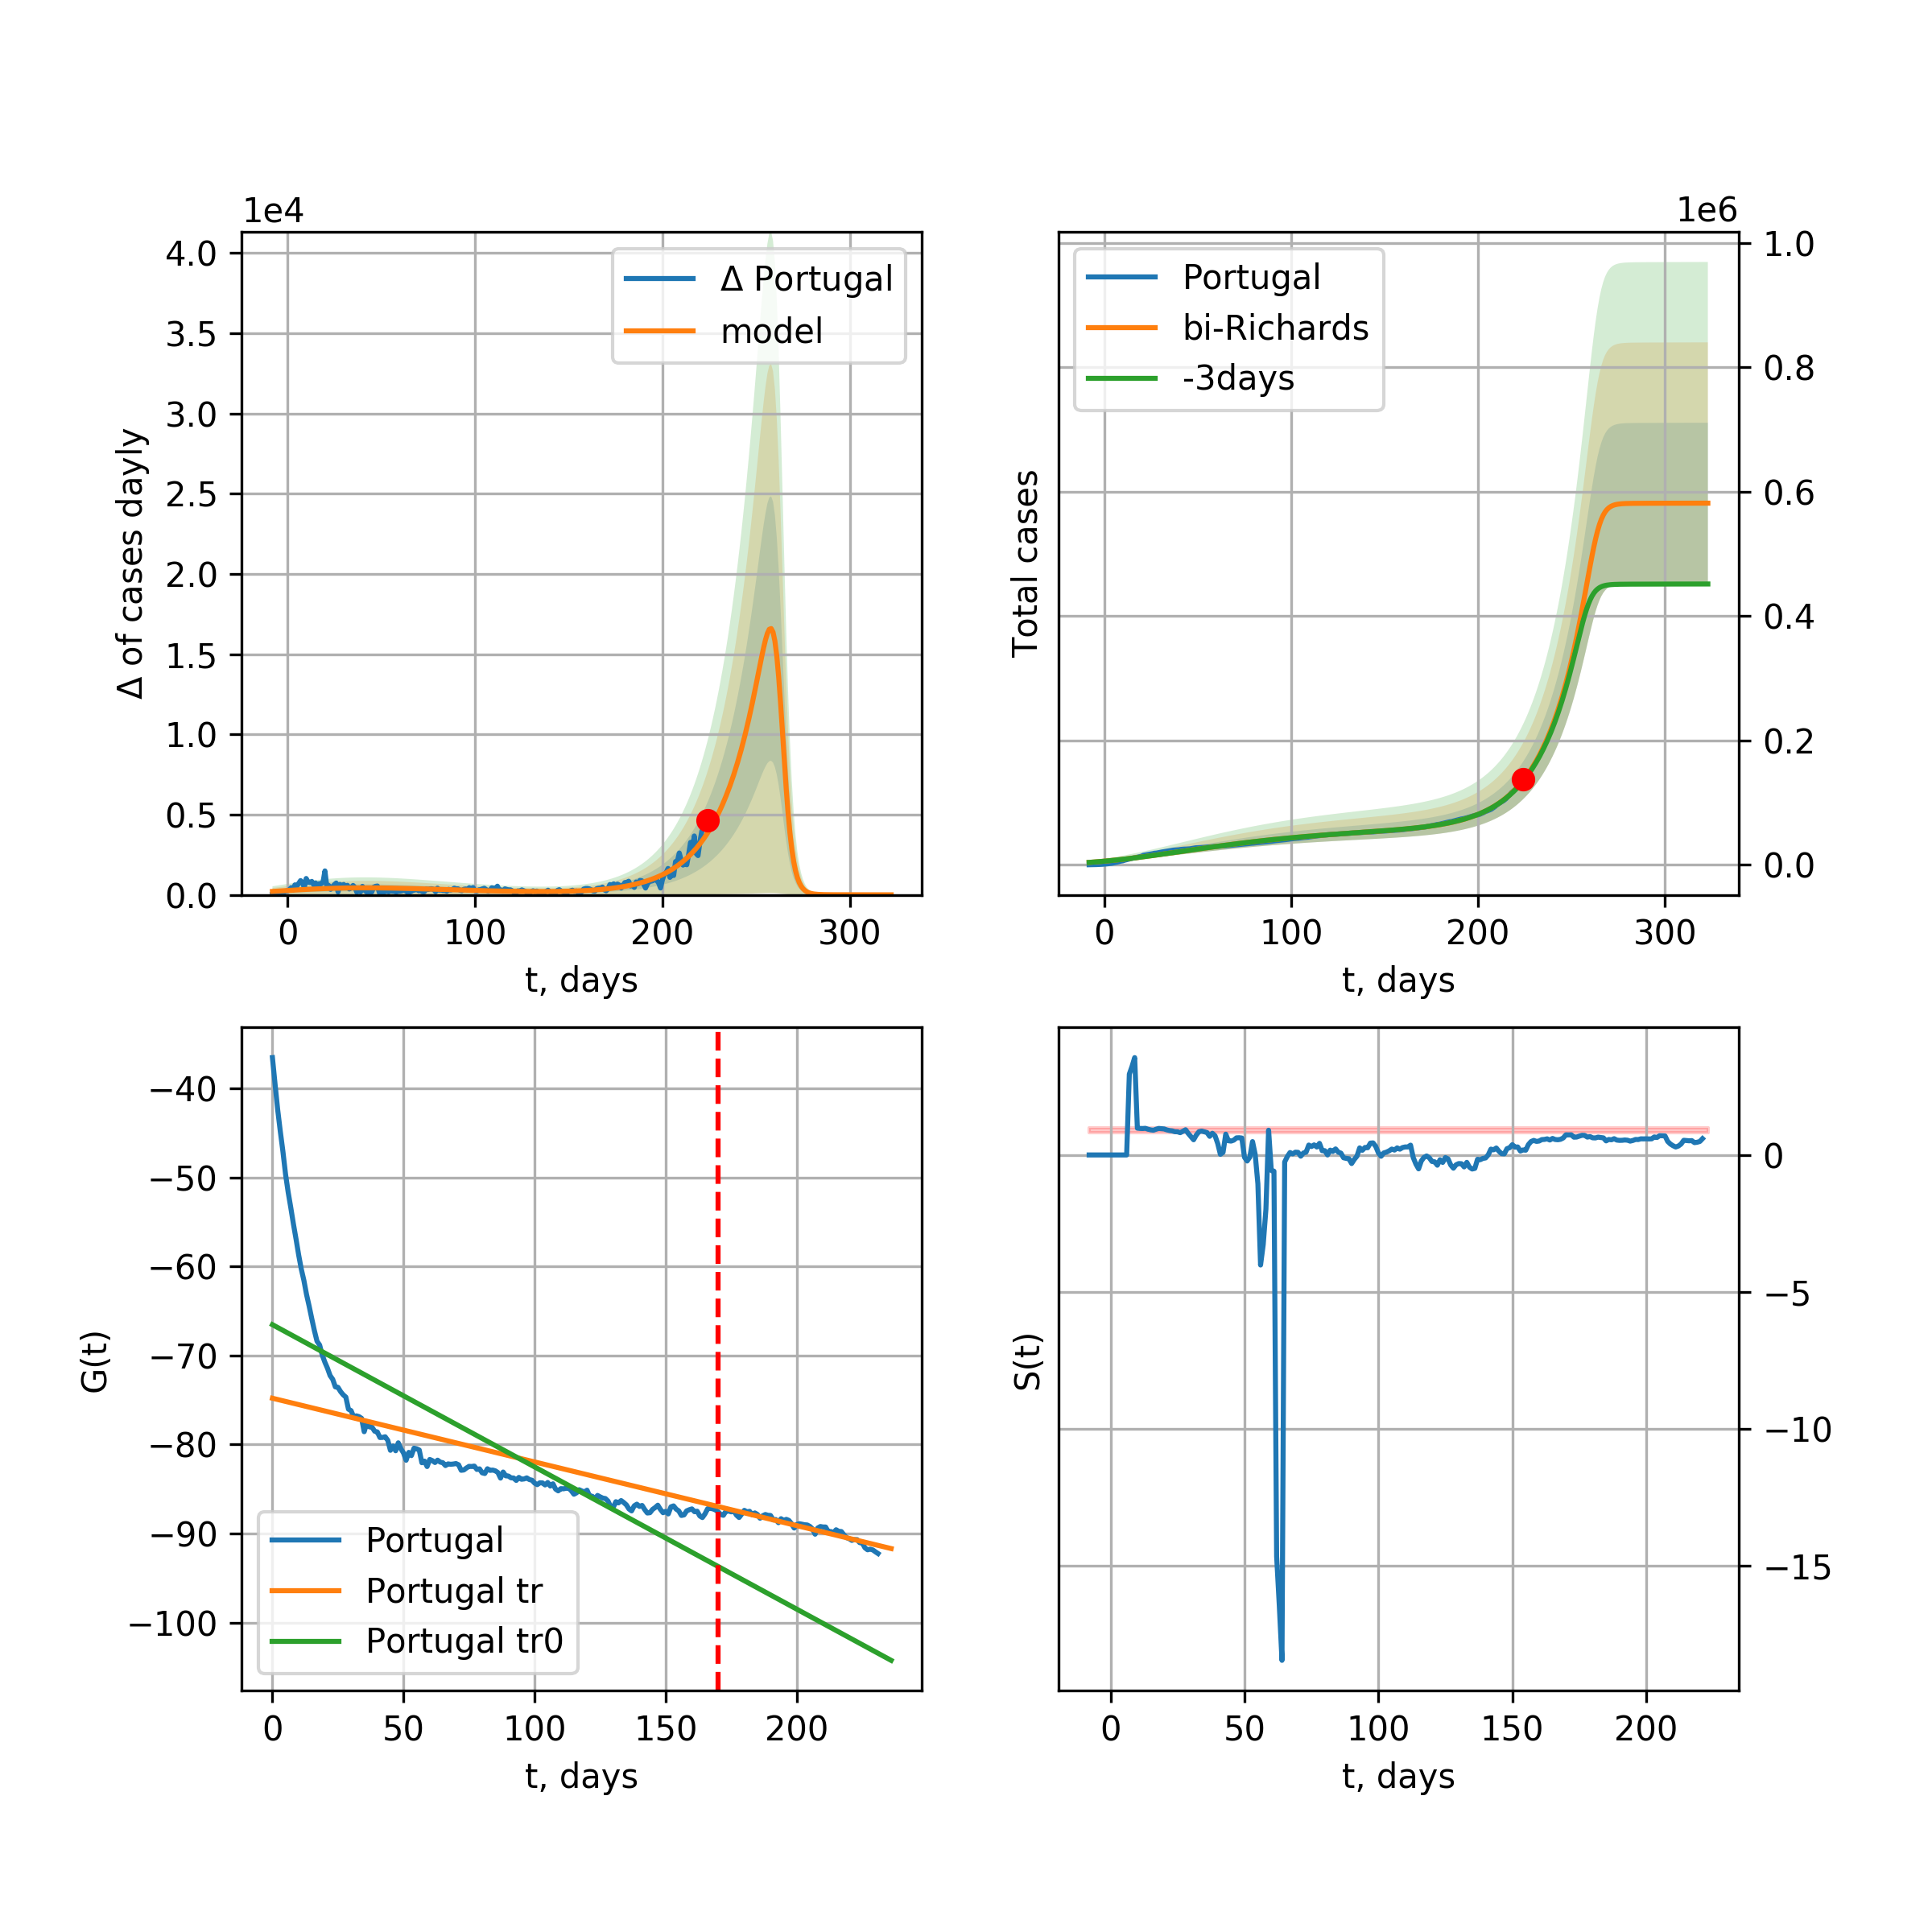 1e4
4.0
3.5
3.0
2.5
2.0
1.5
1.0
0.5
0.0
Δ of cases dayly
Δ Portugal
model
0 100 200 300
t, days
1e6
1.0
0.8
0.6
0.4
0.2
0.0
Total cases
Portugal
bi-Richards
-3days
0 100 200 300
t, days
−40
−50
−60
−70
−80
−90
−100
G(t)
Portugal
Portugal tr
Portugal tr0
0 50 100 150 200
t, days
S(t)
0
−5
−10
−15
0 50 100 150 200
t, days